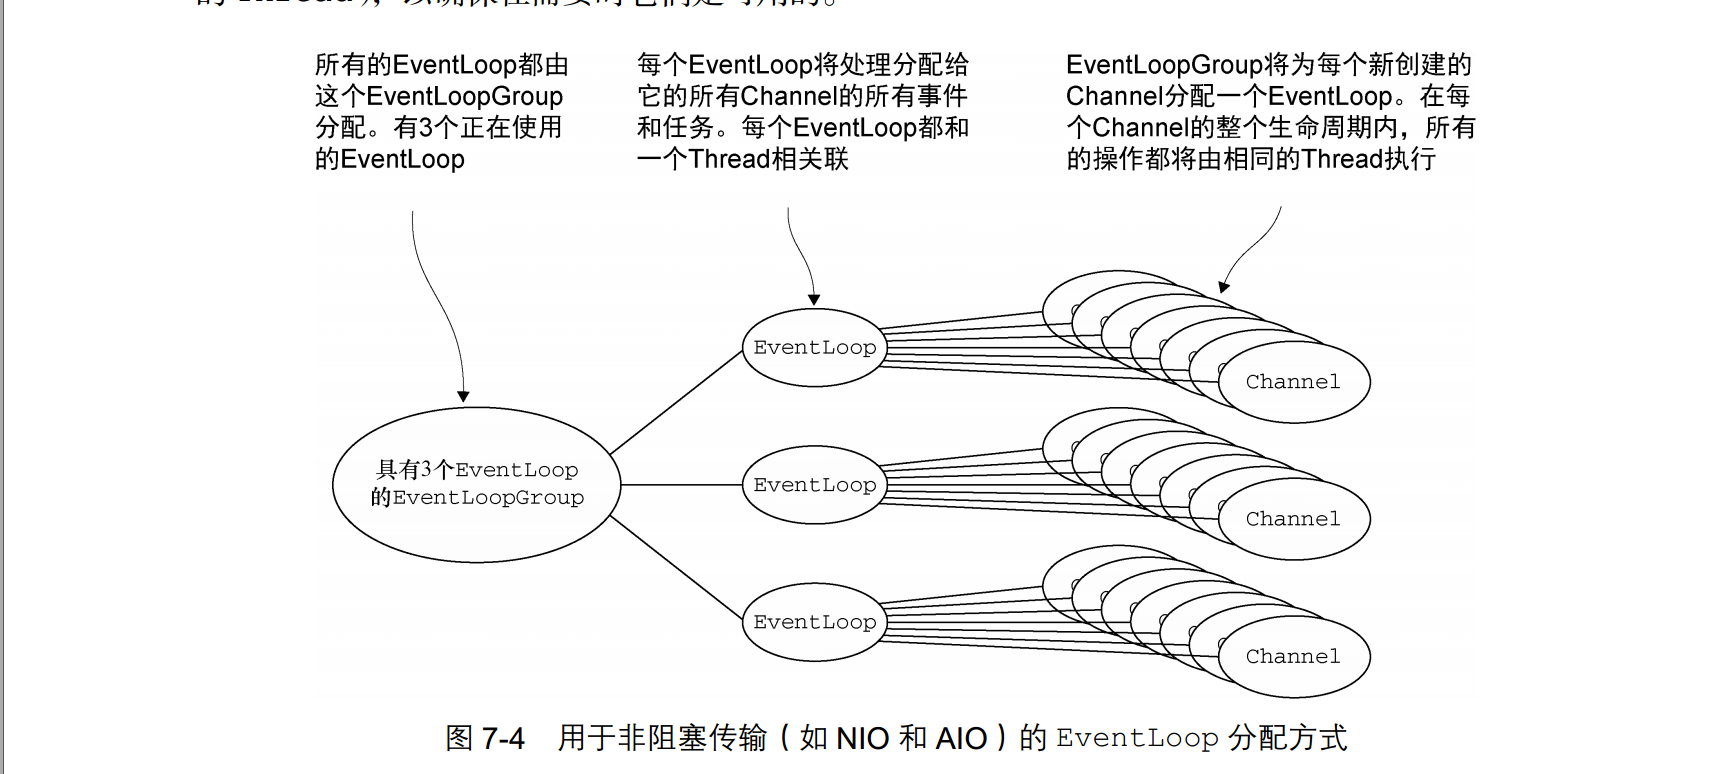 所有的EventLoop都由
这个EventLoopGroup
分配。有3个正在使用
的EventLoop
每个EventLoop将处理分配给
它的所有Channel的所有事件
和任务。每个EventLoop都和
一个Thread相关联
EventLoopGroup将为每个新创建的
Channel分配一个EventLoop。在每
个Channel的整个生命周期内，所有
的操作都将由相同的Thread执行
具有3个EventLoop
的EventLoopGroup
EventLoop
Channel
EventLoop
Channel
EventLoop
Channel
图 7-4 用于非阻塞传输（如 NIO 和 AIO）的 EventLoop 分配方式